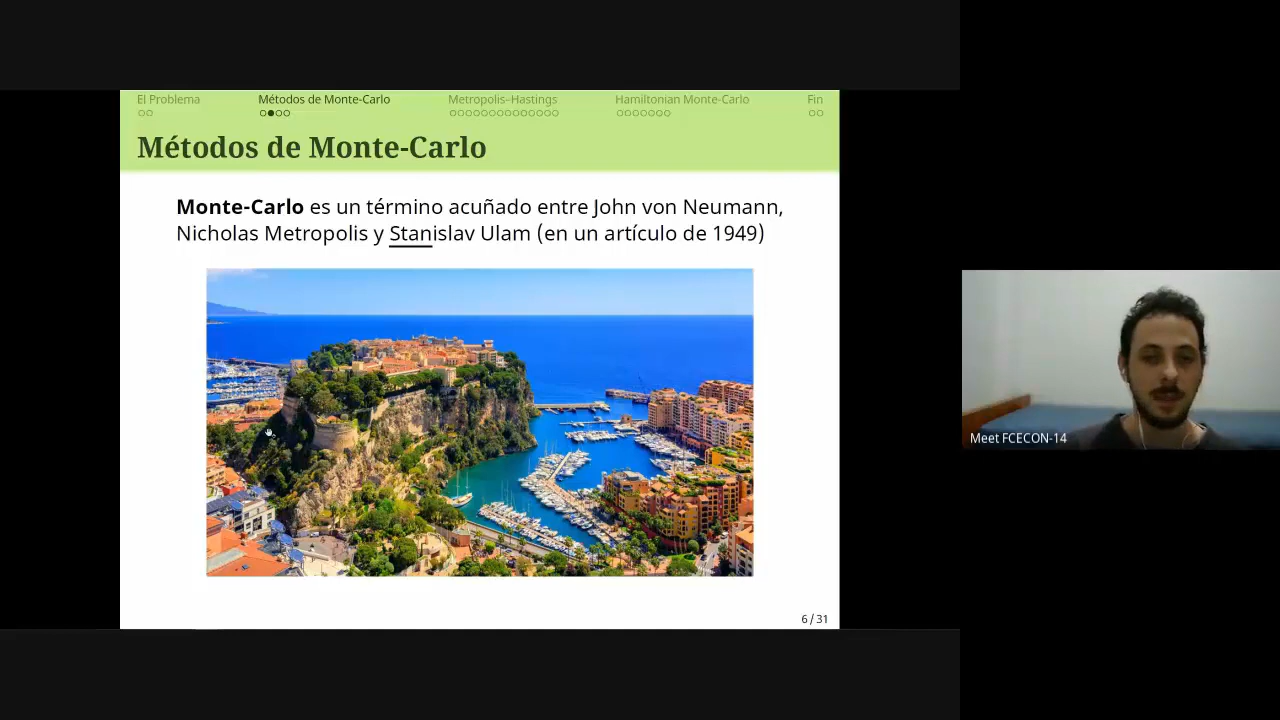 El Problema
Métodos de Monte-Carlo
Metropolis–Hastings
Hamiltonian Monte-Carlo
Fin
Métodos de Monte-Carlo
Monte-Carlo es un término acuñado entre John von Neumann,
Nicholas Metropolis y Stanislav Ulam (en un artículo de 1949)
Meet FCECON-14
6 / 31